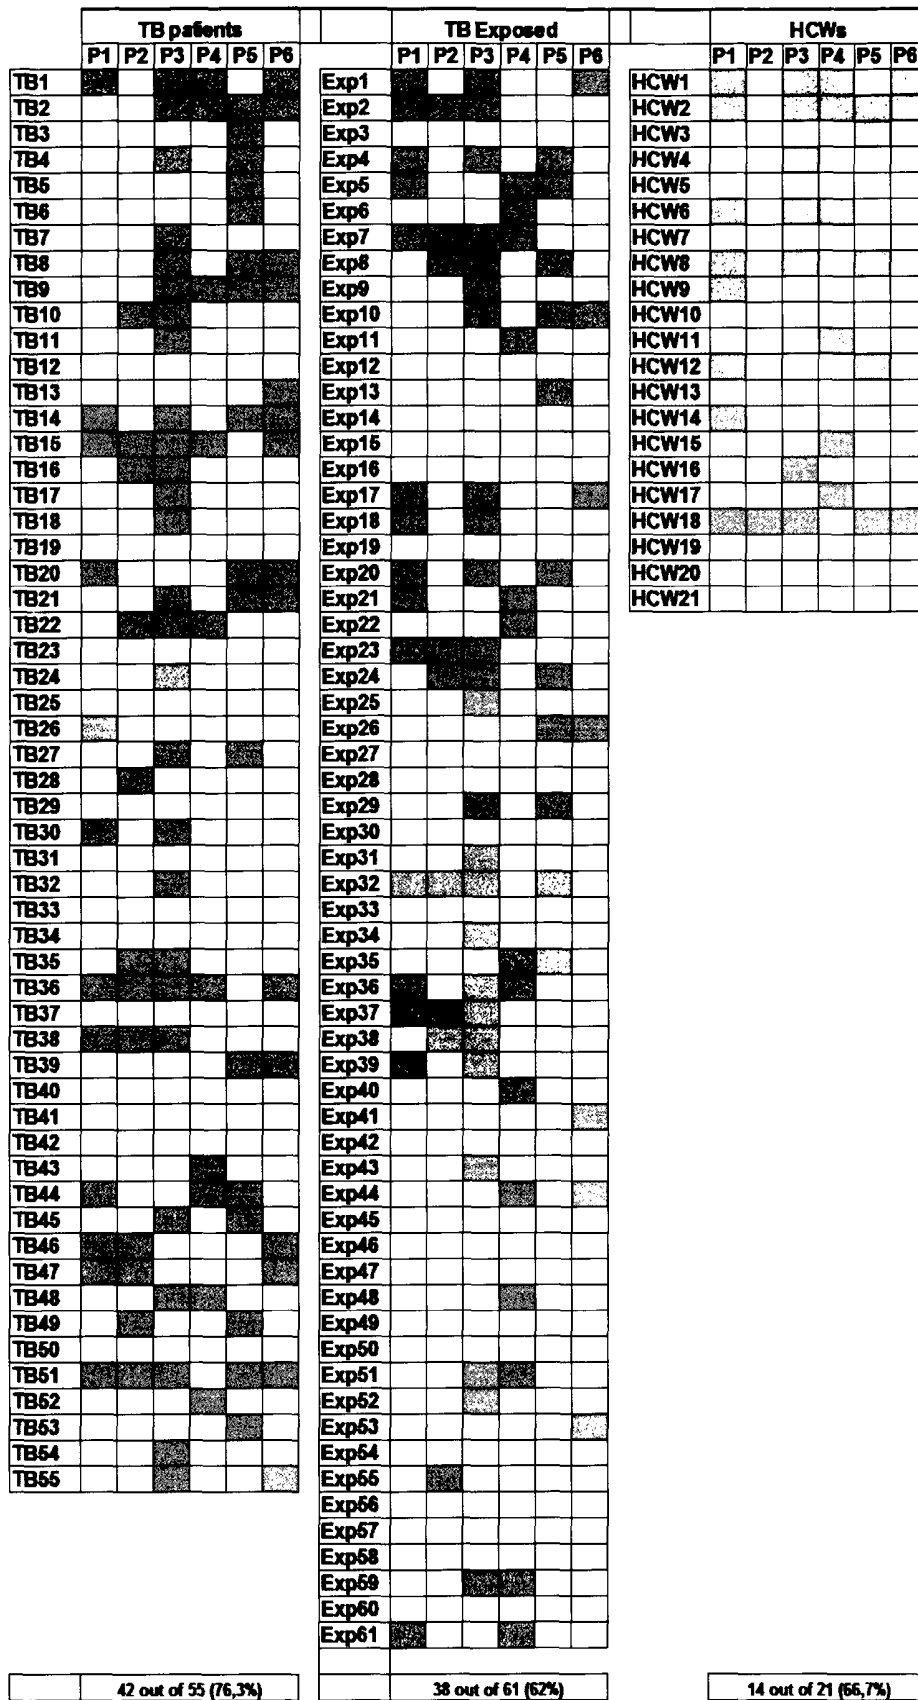 TB patients TB Exposed HCWs
P1 P2 P3 P4 P5 P6 P1 P2 P3 P4 P5 P6 P1 P2 P3 P4 P5 P6
TB1 Exp1 HCW1
TB2 Exp2 HCW2
TB3 Exp3 HCW3
TB4 Exp4 HCW4
TB5 Exp5 HCW5
TB6 Exp6 HCW6
TB7 Exp7 HCW7
TB8 Exp8 HCW8
TB9 Exp9 HCW9
TB10 Exp10 HCW10
TB11 Exp11 HCW11
TB12 Exp12 HCW12
TB13 Exp13 HCW13
TB14 Exp14 HCW14
TB15 Exp15 HCW15
TB16 Exp16 HCW16
TB17 Exp17 HCW17
TB18 Exp18 HCW18
TB19 Exp19 HCW19
TB20 Exp20 HCW20
TB21 Exp21 HCW21
TB22 Exp22
TB23 Exp23
TB24 Exp24
TB25 Exp25
TB26 Exp26
TB27 Exp27
TB28 Exp28
TB29 Exp29
TB30 Exp30
TB31 Exp31
TB32 Exp32
TB33 Exp33
TB34 Exp34
TB35 Exp35
TB36 Exp36
TB37 Exp37
TB38 Exp38
TB39 Exp39
TB40 Exp40
TB41 Exp41
TB42 Exp42
TB43 Exp43
TB44 Exp44
TB45 Exp45
TB46 Exp46
TB47 Exp47
TB48 Exp48
TB49 Exp49
TB50 Exp50
TB51 Exp51
TB52 Exp52
TB53 Exp53
TB54 Exp54
TB55 Exp55
Exp56
Exp57
Exp58
Exp59
Exp60
Exp61
42 out of 55 (76,3%) 38 out of 61 (62%) 14 out of 21 (66,7%)